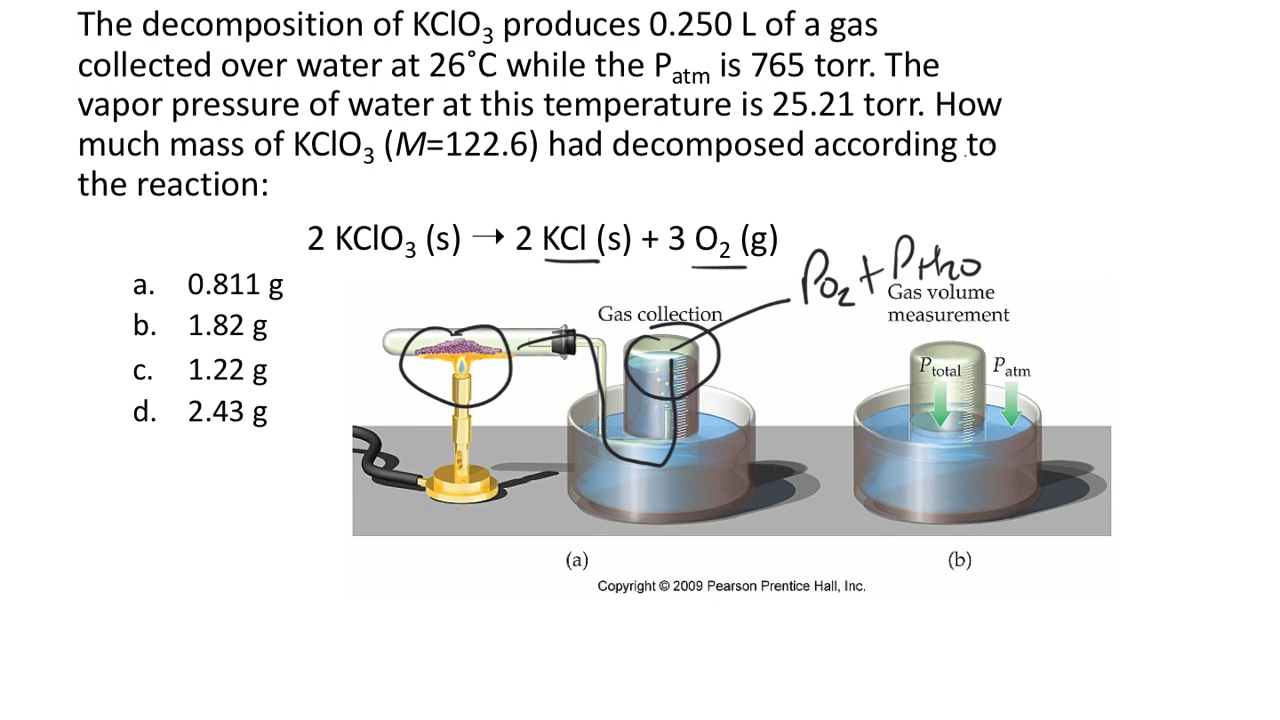 The decomposition of KClO₃ produces 0.250 L of a gas
collected over water at 26˚C while the Pₐₜₘ is 765 torr. The
vapor pressure of water at this temperature is 25.21 torr. How
much mass of KClO₃ (M=122.6) had decomposed according to
the reaction:
2 KClO₃ (s) → 2 KCl (s) + 3 O₂ (g)
a. 0.811 g
b. 1.82 g
c. 1.22 g
d. 2.43 g
PO₂ + PH₂O
Gas collection
Gas volume
measurement
Ptotal
Patm
(a)
(b)
Copyright © 2009 Pearson Prentice Hall, Inc.